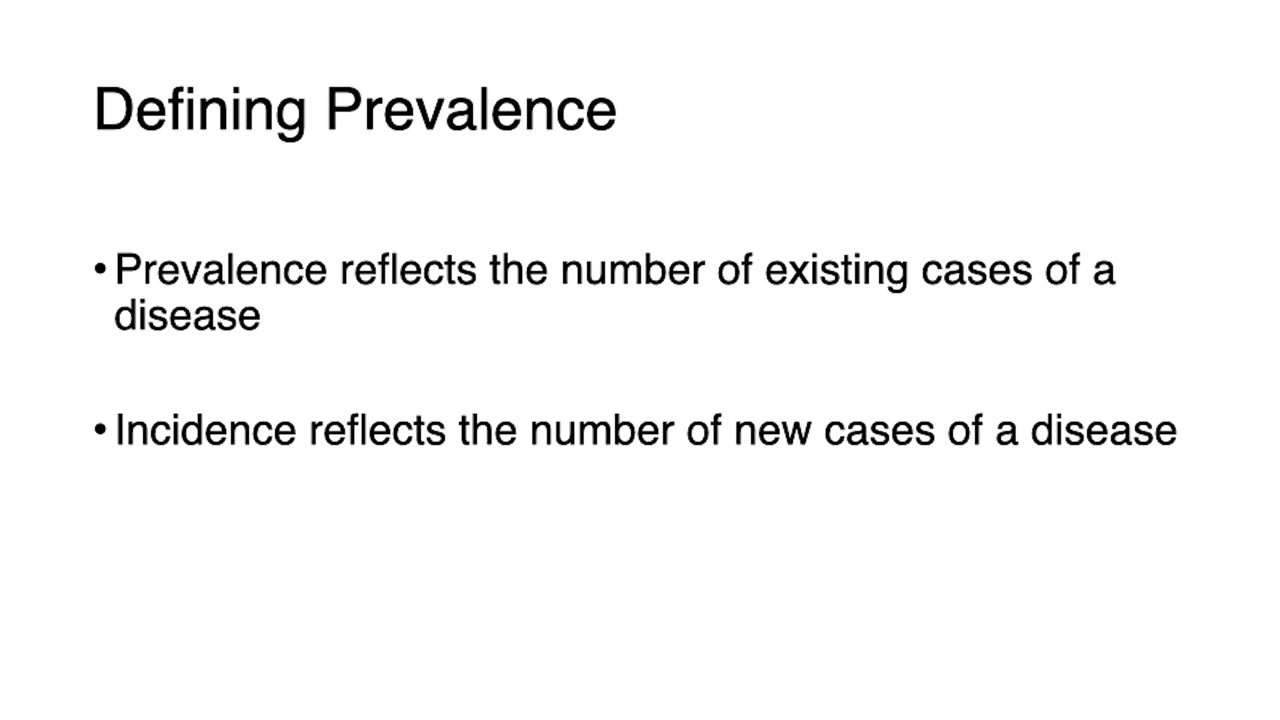 Defining Prevalence
• Prevalence reflects the number of existing cases of a
disease
• Incidence reflects the number of new cases of a disease